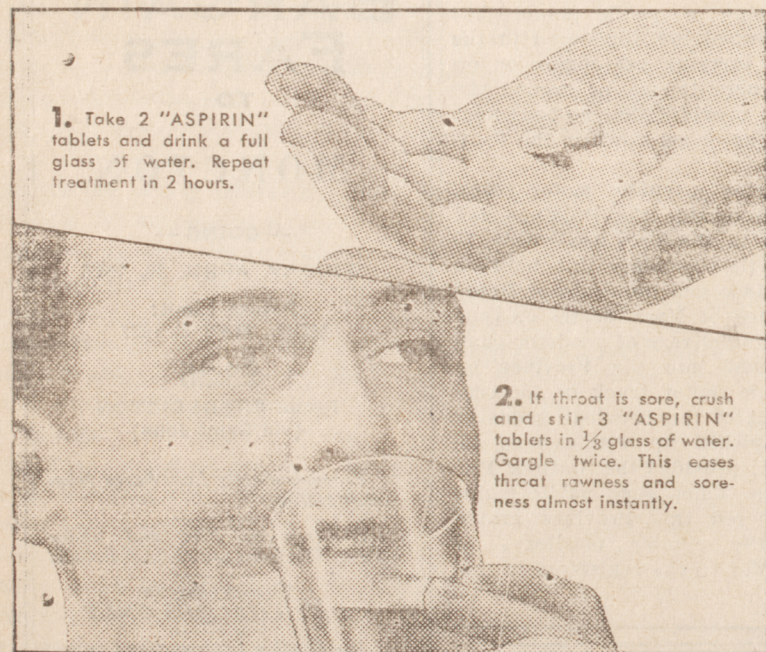 1. Take 2 "ASPIRIN"
tablets and drink a full
glass of water. Repeat
treatment in 2 hours.
2. If throat is sore, crush
and stir 3 "ASPIRIN"
tablets in ⅓ glass of water.
Gargle twice. This eases
throat rawness and sore-
ness almost instantly.